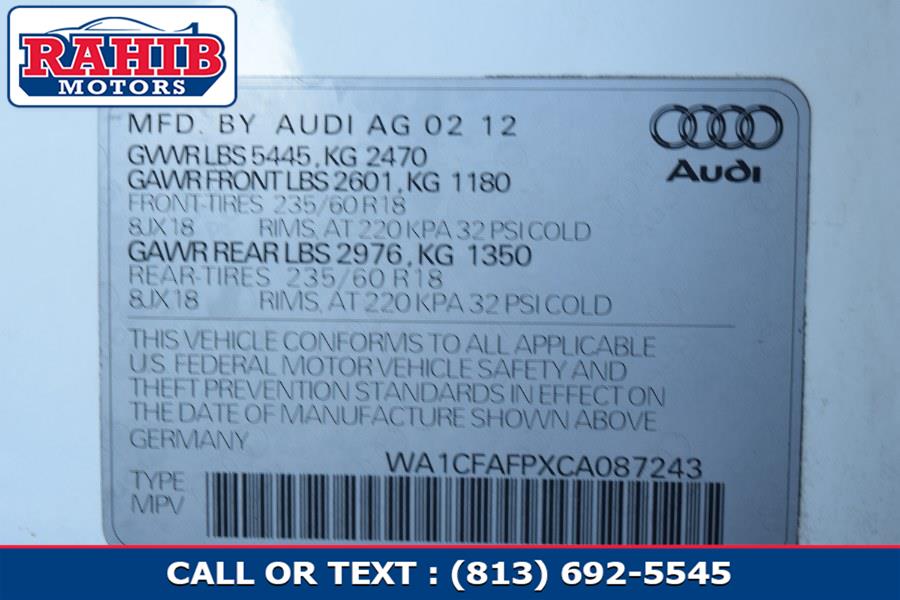 RAHIB
MOTORS
MFD. BY AUDI AG 02 12
GVWR LBS 5445, KG 2470
GAWR FRONT LBS 2601, KG 1180
FRONT-TIRES 235/60 R18
8JX18 RIMS, AT 220 KPA 32 PSI COLD
GAWR REAR LBS 2976, KG 1350
REAR-TIRES 235/60 R18
8JX18 RIMS, AT 220 KPA 32 PSI COLD
Audi
THIS VEHICLE CONFORMS TO ALL APPLICABLE
U.S. FEDERAL MOTOR VEHICLE SAFETY AND
THEFT PREVENTION STANDARDS IN EFFECT ON
THE DATE OF MANUFACTURE SHOWN ABOVE
GERMANY
WA1CFAFPXCA087243
TYPE
MPV
CALL OR TEXT : (813) 692-5545